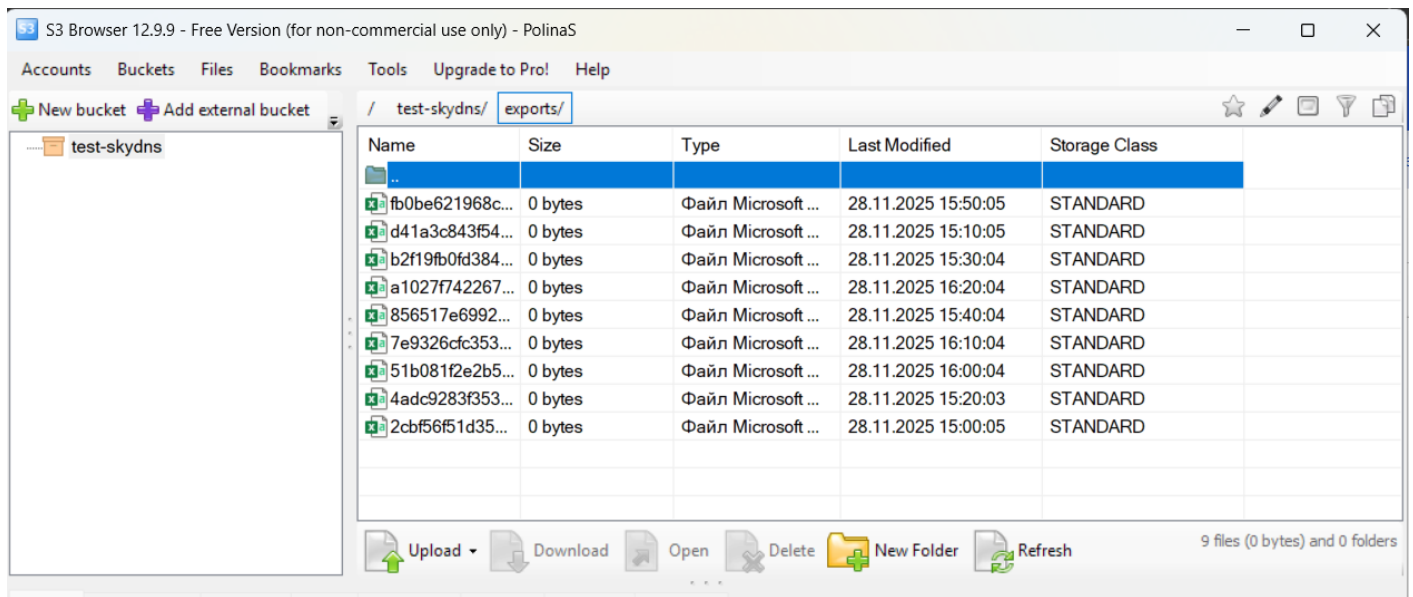 S3 Browser 12.9.9 - Free Version (for non-commercial use only) - PolinaS
Accounts Buckets Files Bookmarks Tools Upgrade to Pro! Help
New bucket Add external bucket / test-skydns/ exports/
test-skydns
Name Size Type Last Modified Storage Class
..
fb0be621968c... 0 bytes Файл Microsoft ... 28.11.2025 15:50:05 STANDARD
d41a3c843f54... 0 bytes Файл Microsoft ... 28.11.2025 15:10:05 STANDARD
b2f19fb0fd384... 0 bytes Файл Microsoft ... 28.11.2025 15:30:04 STANDARD
a1027f742267... 0 bytes Файл Microsoft ... 28.11.2025 16:20:04 STANDARD
856517e6992... 0 bytes Файл Microsoft ... 28.11.2025 15:40:04 STANDARD
7e9326cfc353... 0 bytes Файл Microsoft ... 28.11.2025 16:10:04 STANDARD
51b081f2e2b5... 0 bytes Файл Microsoft ... 28.11.2025 16:00:04 STANDARD
4adc9283f353... 0 bytes Файл Microsoft ... 28.11.2025 15:20:03 STANDARD
2cbf56f51d35... 0 bytes Файл Microsoft ... 28.11.2025 15:00:05 STANDARD
Upload Download Open Delete New Folder Refresh 9 files (0 bytes) and 0 folders